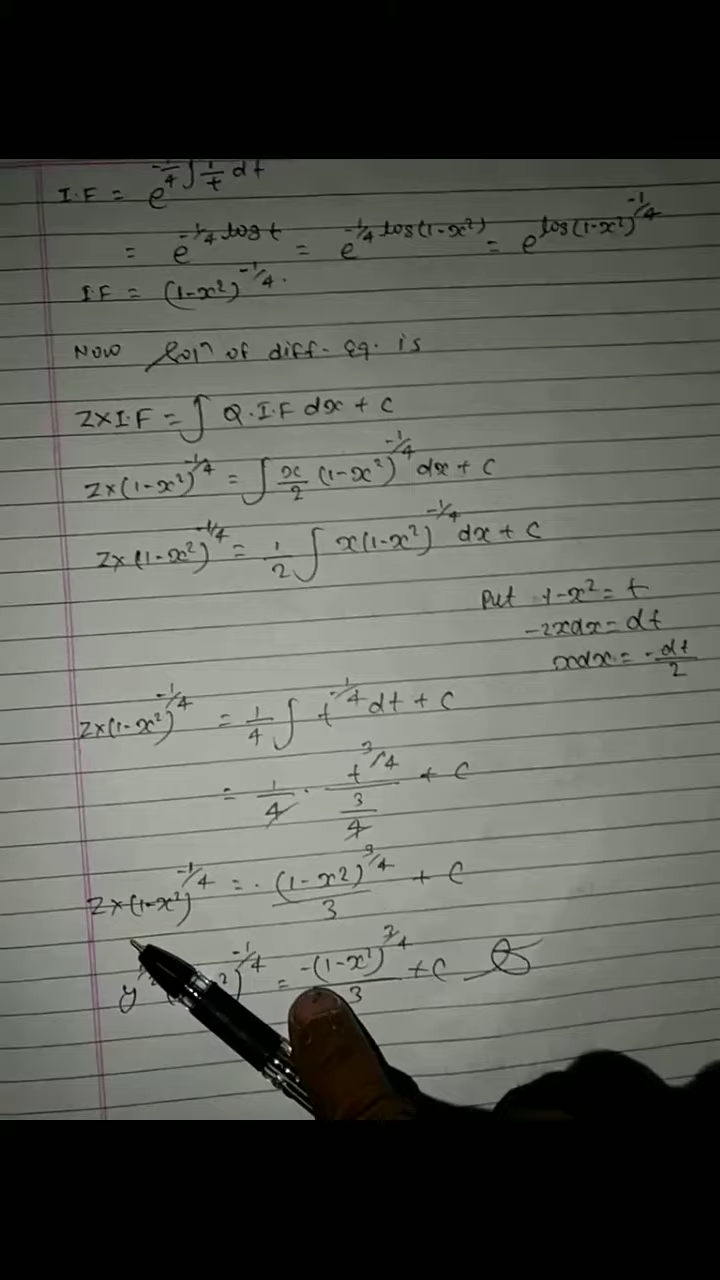 I.F = e^{-1/4 ∫ 1/t dt}
= e^{-1/4 log t} = e^{-1/4 log(1-x²)} = e^{log(1-x²)^{-1/4}}
I.F = (1-x²)^{-1/4}.
Now Solⁿ of diff. Eq. is
Z×I.F = ∫ Q.I.F dx + C
Z×(1-x²)^{-1/4} = ∫ x/2 (1-x²)^{-1/4} dx + C
Z×(1-x²)^{-1/4} = 1/2 ∫ x(1-x²)^{-1/4} dx + C
Put 1-x² = t
-2xdx = dt
xdx = -dt/2
Z×(1-x²)^{-1/4} = 1/4 ∫ t^{-1/4} dt + C
= 1/4 · t^{3/4} / (3/4) + C
Z×(1-x²)^{-1/4} = - (1-x²)^{3/4} / 3 + C
y ²)^{-1/4} = -(1-x²)^{3/4} / 3 + C